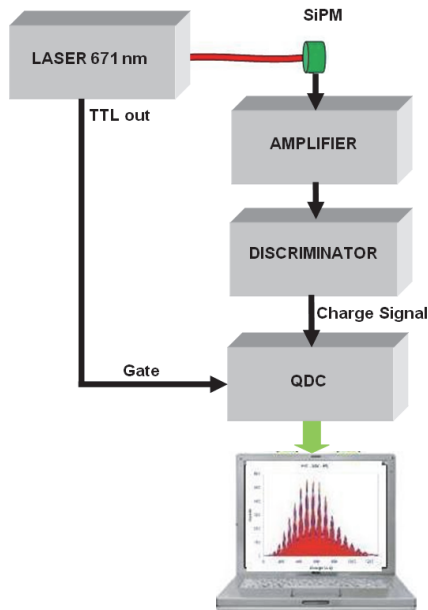 SiPM
LASER 671 nm
TTL out
AMPLIFIER
DISCRIMINATOR
Charge Signal
Gate
QDC